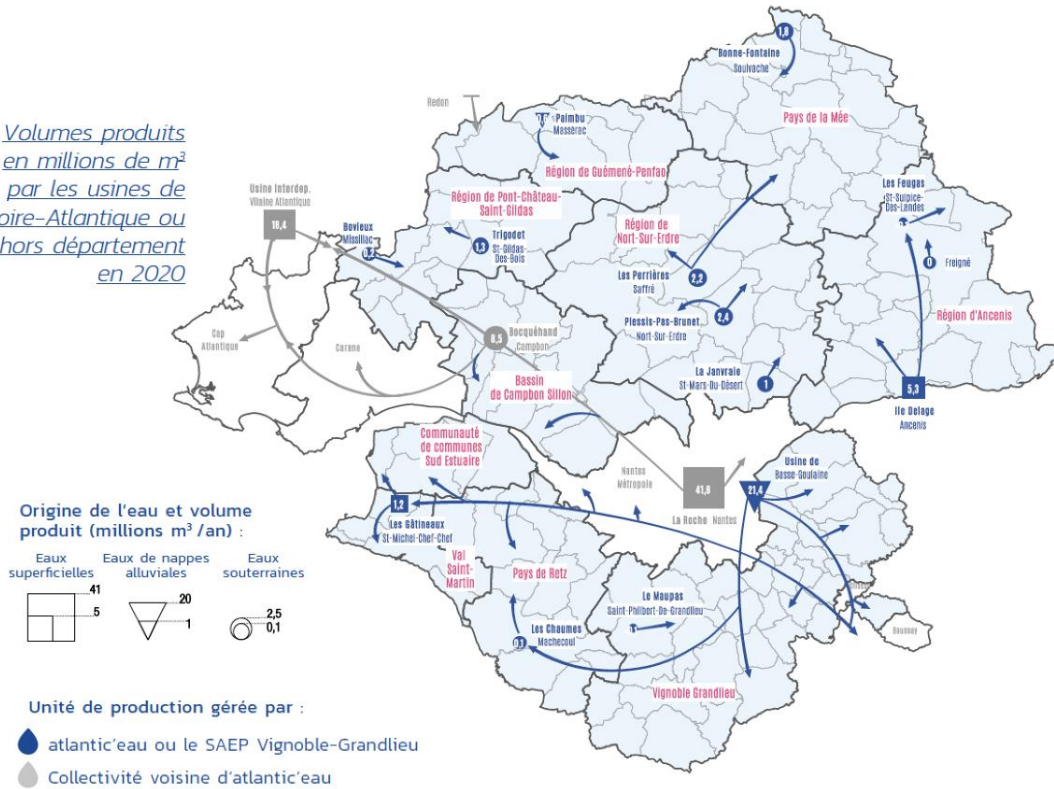 Volumes produits
en millions de m³
par les usines de
oire-Atlantique ou
hors département
en 2020
Redon
Usine Interdep.
Vilaine Atlantique
18,4
Bonne-Fontaine
Soulvache
1,8
Paimbu
Massérac
Pays de la Mée
Région de Guémené-Penfao
Région de Pont-Château-
Saint-Gildas
Bevieux
Missillac
0,2
1,3
Trigodet
St-Gildas-
Des-Bois
Région de
Nort-Sur-Erdre
Les Perrières
Saffré
2,2
Plessis-Pas-Brunet
Nort-Sur-Erdre
2,4
La Janvraie
St-Mars-Du-Désert
1
Les Feugas
St-Sulpice-
Des-Landes
0
Freigné
Région d'Ancenis
5,3
Ile Delage
Ancenis
Cap
Atlantique
Carene
8,5
Bocquéhand
Campbon
Bassin
de Campbon Sillon
Communauté
de communes
Sud Estuaire
Nantes
Métropole
41,8
La Roche Nantes
21,4
Usine de
Basse-Goulaine
1,2
Les Gâtineaux
St-Michel-Chef-Chef
Val
Saint-
Martin
Pays de Retz
Le Maupas
Saint-Philbert-De-Grandlieu
Les Chaumes
Machecoul
Vignoble Grandlieu
Origine de l'eau et volume
produit (millions m³ /an) :
Eaux
superficielles
Eaux de nappes
alluviales
Eaux
souterraines
41
5
20
1
2,5
0,1
Unité de production gérée par :
atlantic'eau ou le SAEP Vignoble-Grandlieu
Collectivité voisine d'atlantic'eau